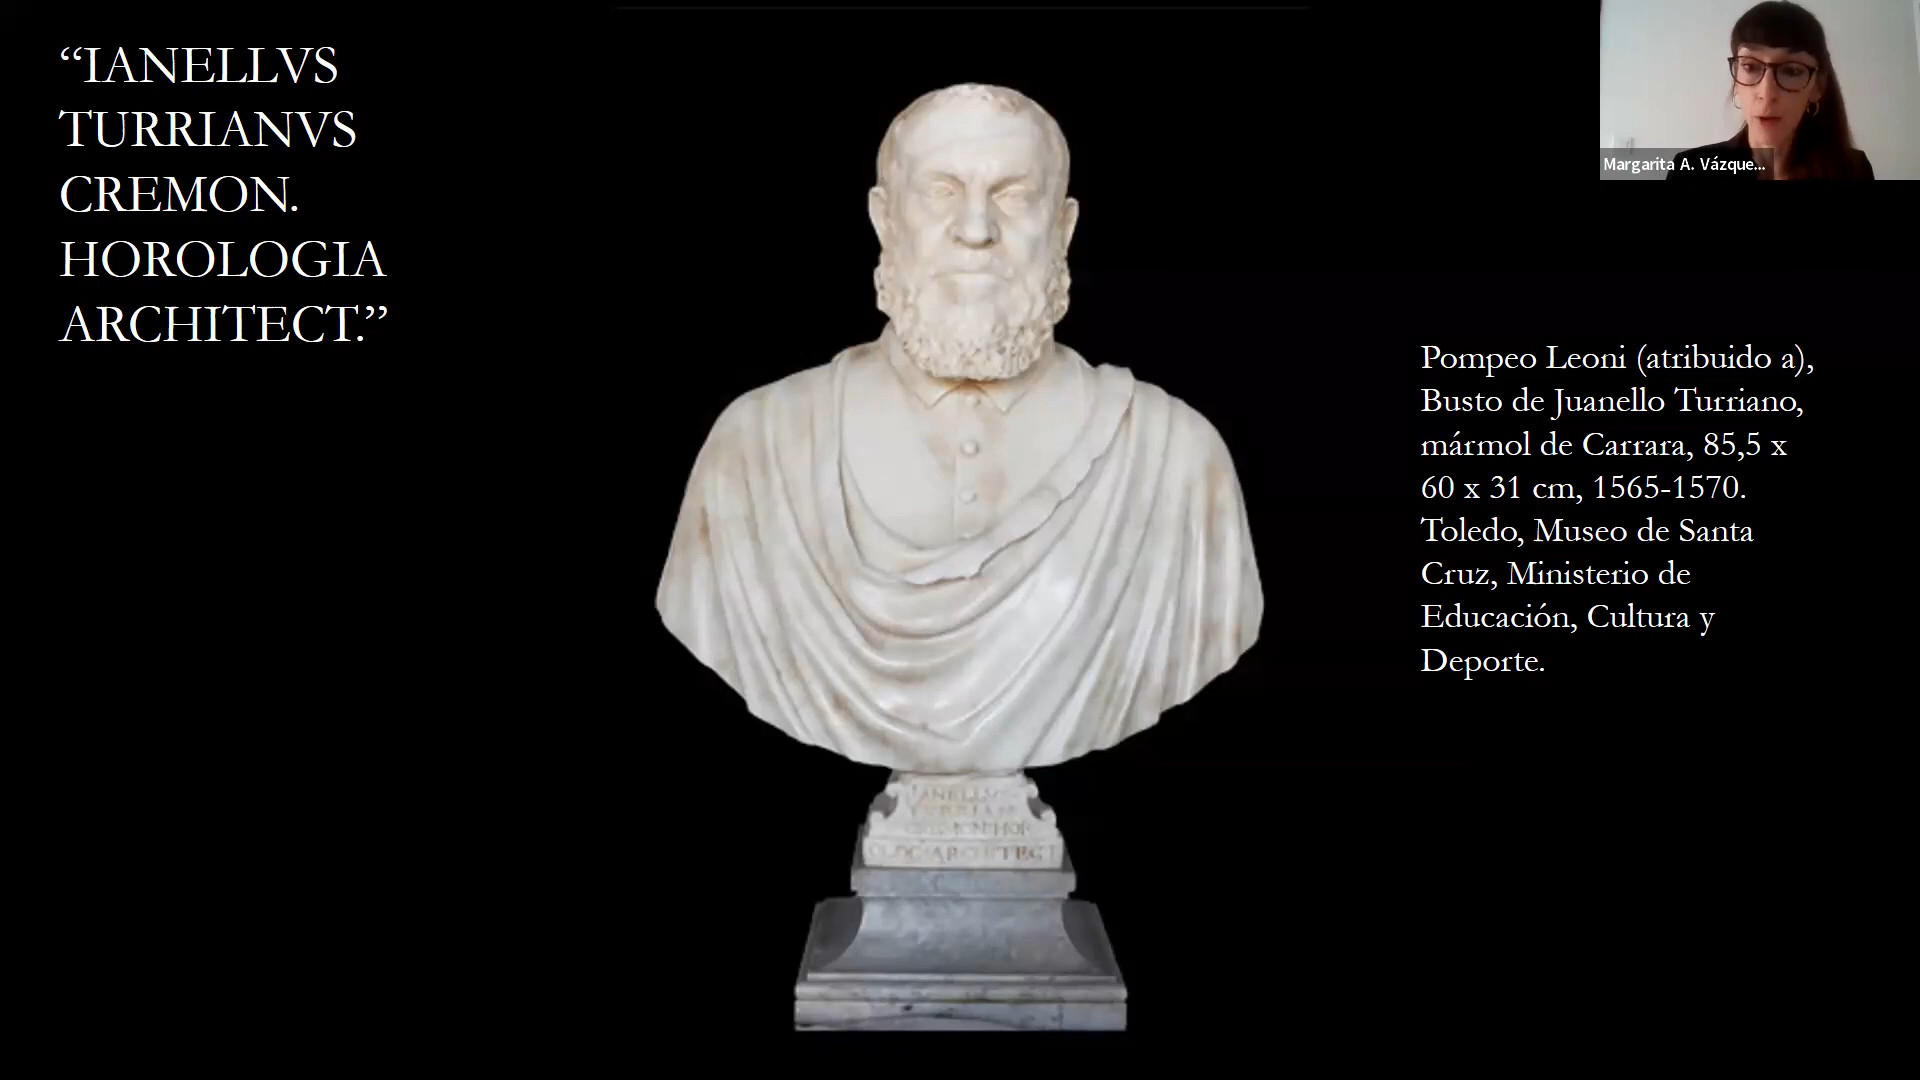 “IANELLVS
TURRIANVS
CREMON.
HOROLOGIA
ARCHITECT.”
Margarita A. Vázque...
Pompeo Leoni (atribuido a),
Busto de Juanello Turriano,
mármol de Carrara, 85,5 x
60 x 31 cm, 1565-1570.
Toledo, Museo de Santa
Cruz, Ministerio de
Educación, Cultura y
Deporte.